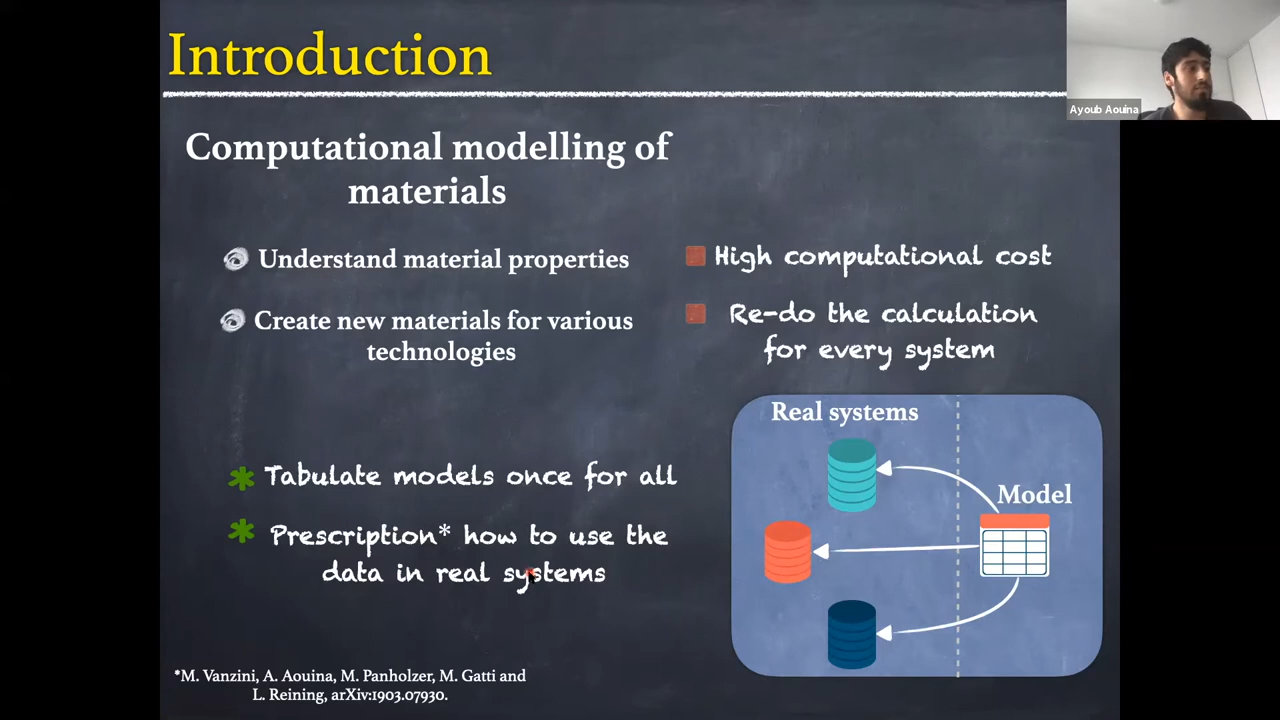 Introduction
Ayoub Aouina
Computational modelling of
materials
Understand material properties
Create new materials for various
technologies
High computational cost
Re-do the calculation
for every system
Tabulate models once for all
Prescription* how to use the
data in real systems
Real systems
Model
*M. Vanzini, A. Aouina, M. Panholzer, M. Gatti and
L. Reining, arXiv:1903.07930.